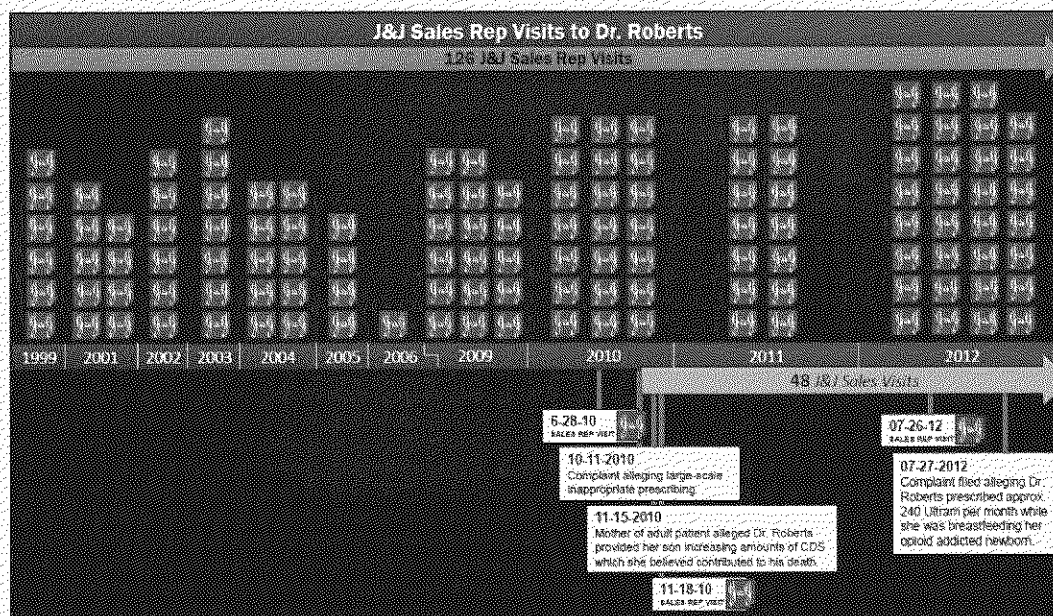 J&J Sales Rep Visits to Dr. Roberts
126 J&J Sales Rep Visits
1999 2001 2002 2003 2004 2005 2006 2009 2010 2011 2012
48 J&J Sales Visits
6-28-10
SALES REP VISIT
10-11-2010
Complaint alleging large-scale
inappropriate prescribing.
11-15-2010
Mother of adult patient alleged Dr. Roberts
provided her son increasing amounts of CDS
which she believed contributed to his death.
11-18-10
SALES REP VISIT
07-26-12
SALES REP VISIT
07-27-2012
Complaint filed alleging Dr.
Roberts prescribed approx.
240 Ultram per month while
she was breastfeeding her
opioid addicted newborn.